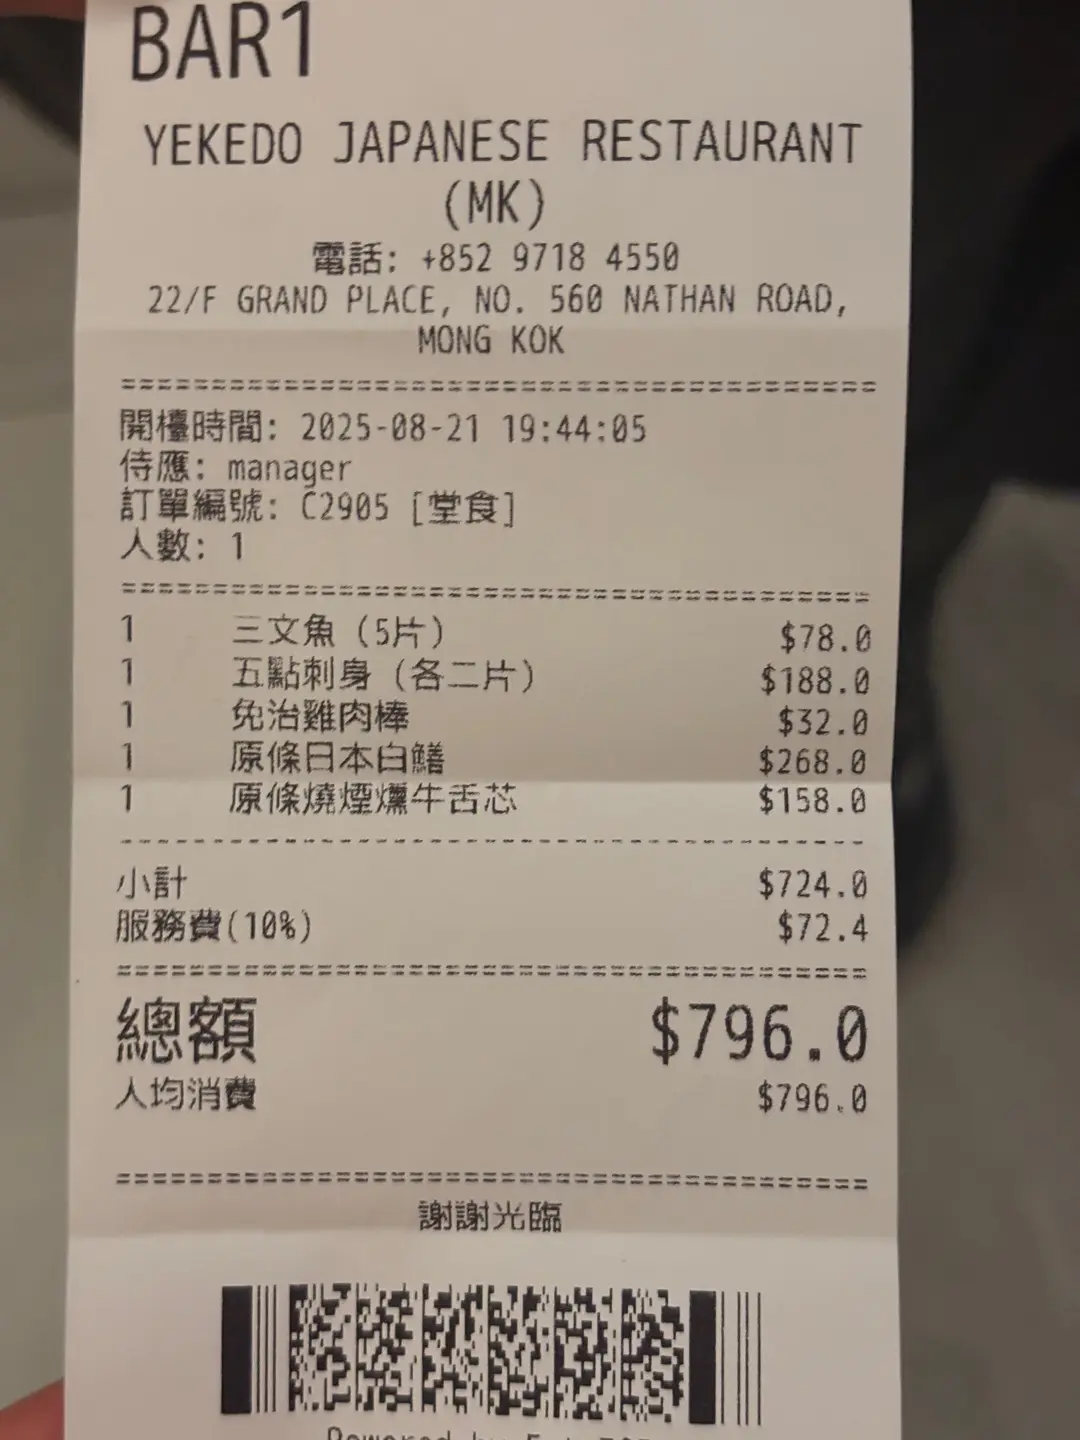 BAR1
YEKEDO JAPANESE RESTAURANT
(MK)
電話: +852 9718 4550
22/F GRAND PLACE, NO. 560 NATHAN ROAD,
MONG KOK
開檯時間: 2025-08-21 19:44:05
侍應: manager
訂單編號: C2905 [堂食]
人數: 1
1 三文魚 (5片) $78.0
1 五點刺身 (各二片) $188.0
1 免治雞肉棒 $32.0
1 原條日本白鱔 $268.0
1 原條燒煙燻牛舌芯 $158.0
小計 $724.0
服務費(10%) $72.4
總額 $796.0
人均消費 $796.0
謝謝光臨
Powered by